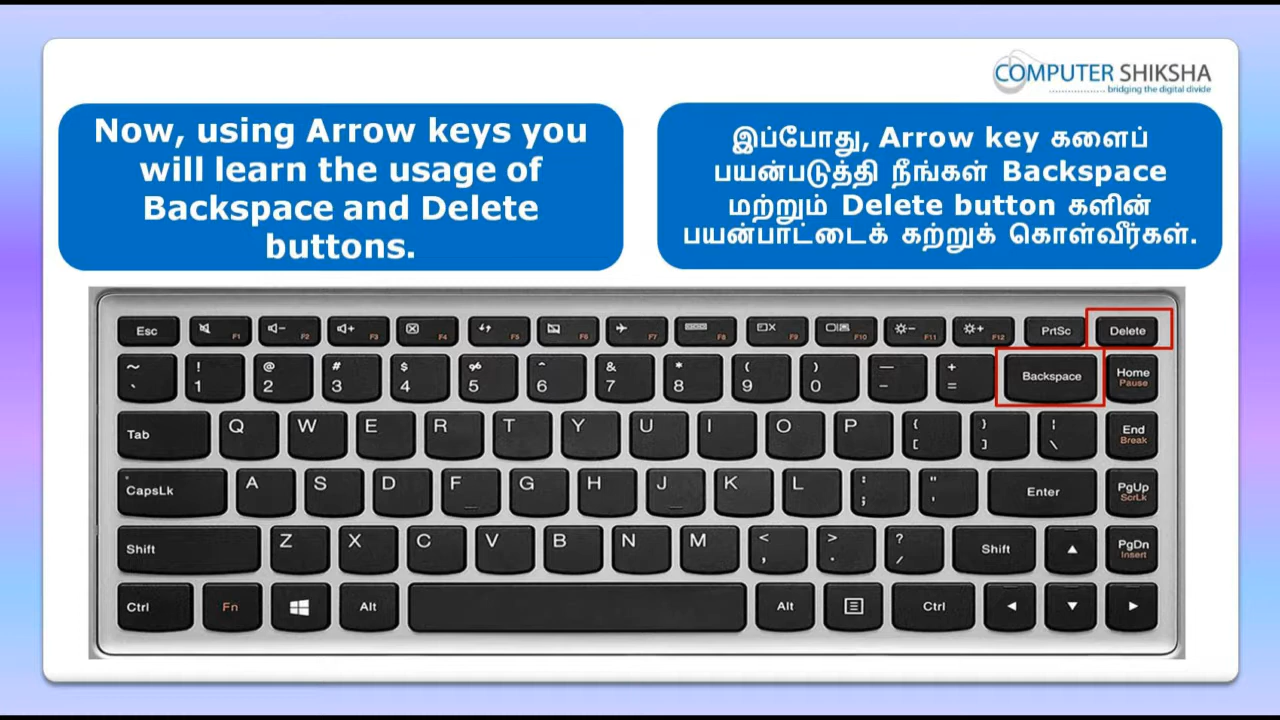 COMPUTER SHIKSHA
bridging the digital divide
Now, using Arrow keys you
will learn the usage of
Backspace and Delete
buttons.
இப்போது, Arrow key களைப்
பயன்படுத்தி நீங்கள் Backspace
மற்றும் Delete button களின்
பயன்பாட்டைக் கற்றுக் கொள்வீர்கள்.
Esc F1 F2 F3 F4 F5 F6 F7 F8 F9 F10 F11 F12 PrtSc Delete
~ ` ! 1 @ 2 # 3 $ 4 % 5 ^ 6 & 7 * 8 ( 9 ) 0 — - + = Backspace Home Pause
Tab Q W E R T Y U I O P { [ } ] ¦ \ End Break
CapsLk A S D F G H J K L : ; " ' Enter PgUp ScrLk
Shift Z X C V B N M < , > . ? / Shift ▲ PgDn Insert
Ctrl Fn Alt Alt Ctrl ◄ ▼ ►